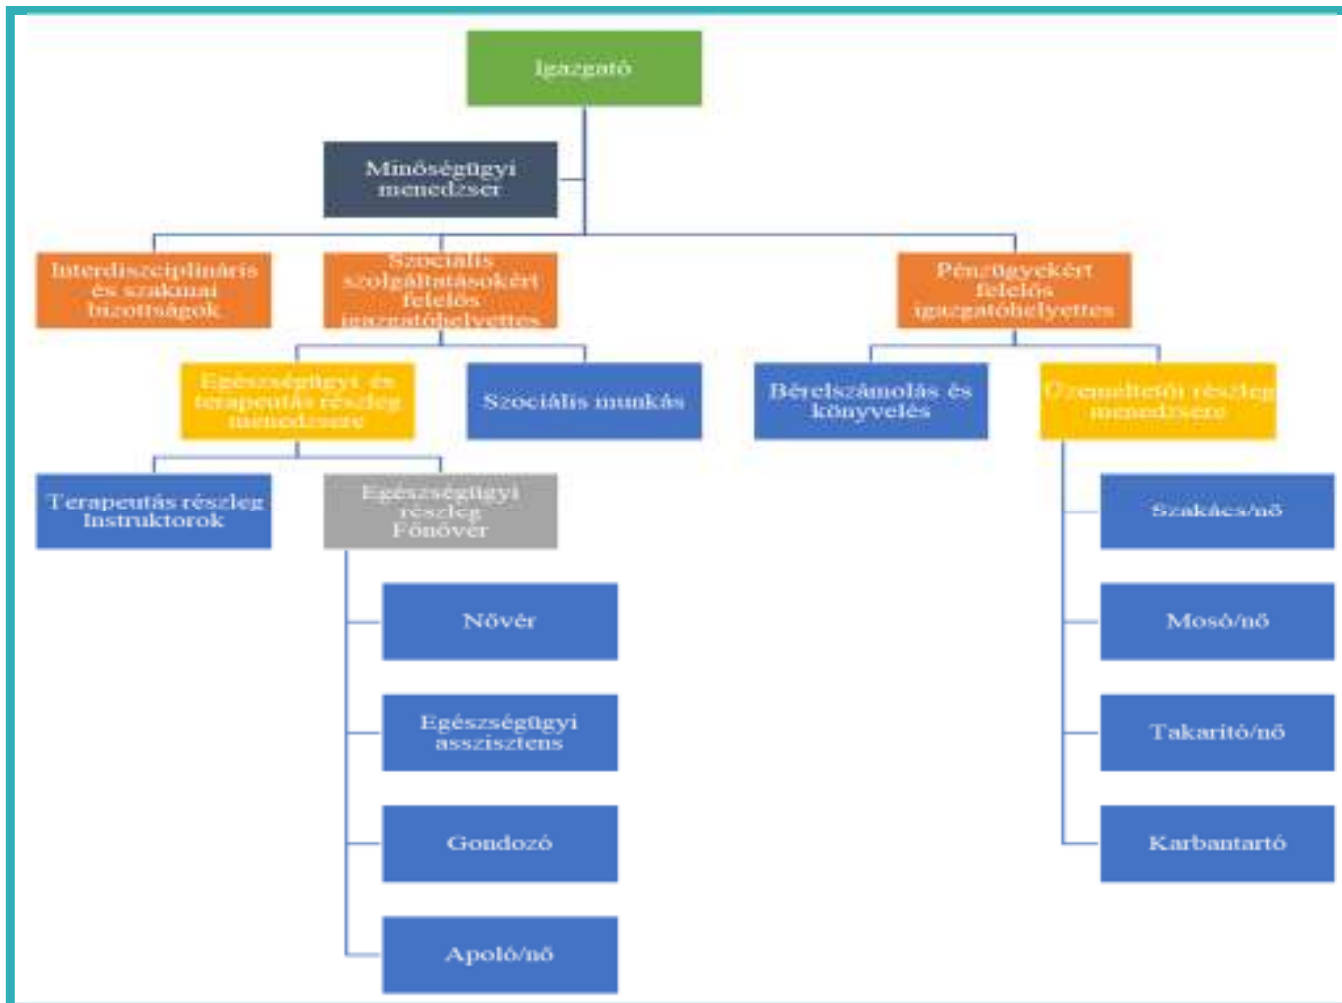 Igazgató
Minőségügyi
menedzser
Interdiszciplináris
és szakmai
bizottságok
Szociális
szolgáltatásokért
felelős
igazgatóhelyettes
Pénzügyekért
felelős
igazgatóhelyettes
Egészségügyi és
terapeutás részleg
menedzsere
Szociális munkás
Bérelszámolás és
könyvelés
Üzemeltetői részleg
menedzsere
Terapeutás részleg
Instruktorok
Egészségügyi
részleg
Főnővér
Szakács/nő
Nővér
Mosó/nő
Egészségügyi
asszisztens
Takarító/nő
Gondozó
Karbantartó
Apoló/nő